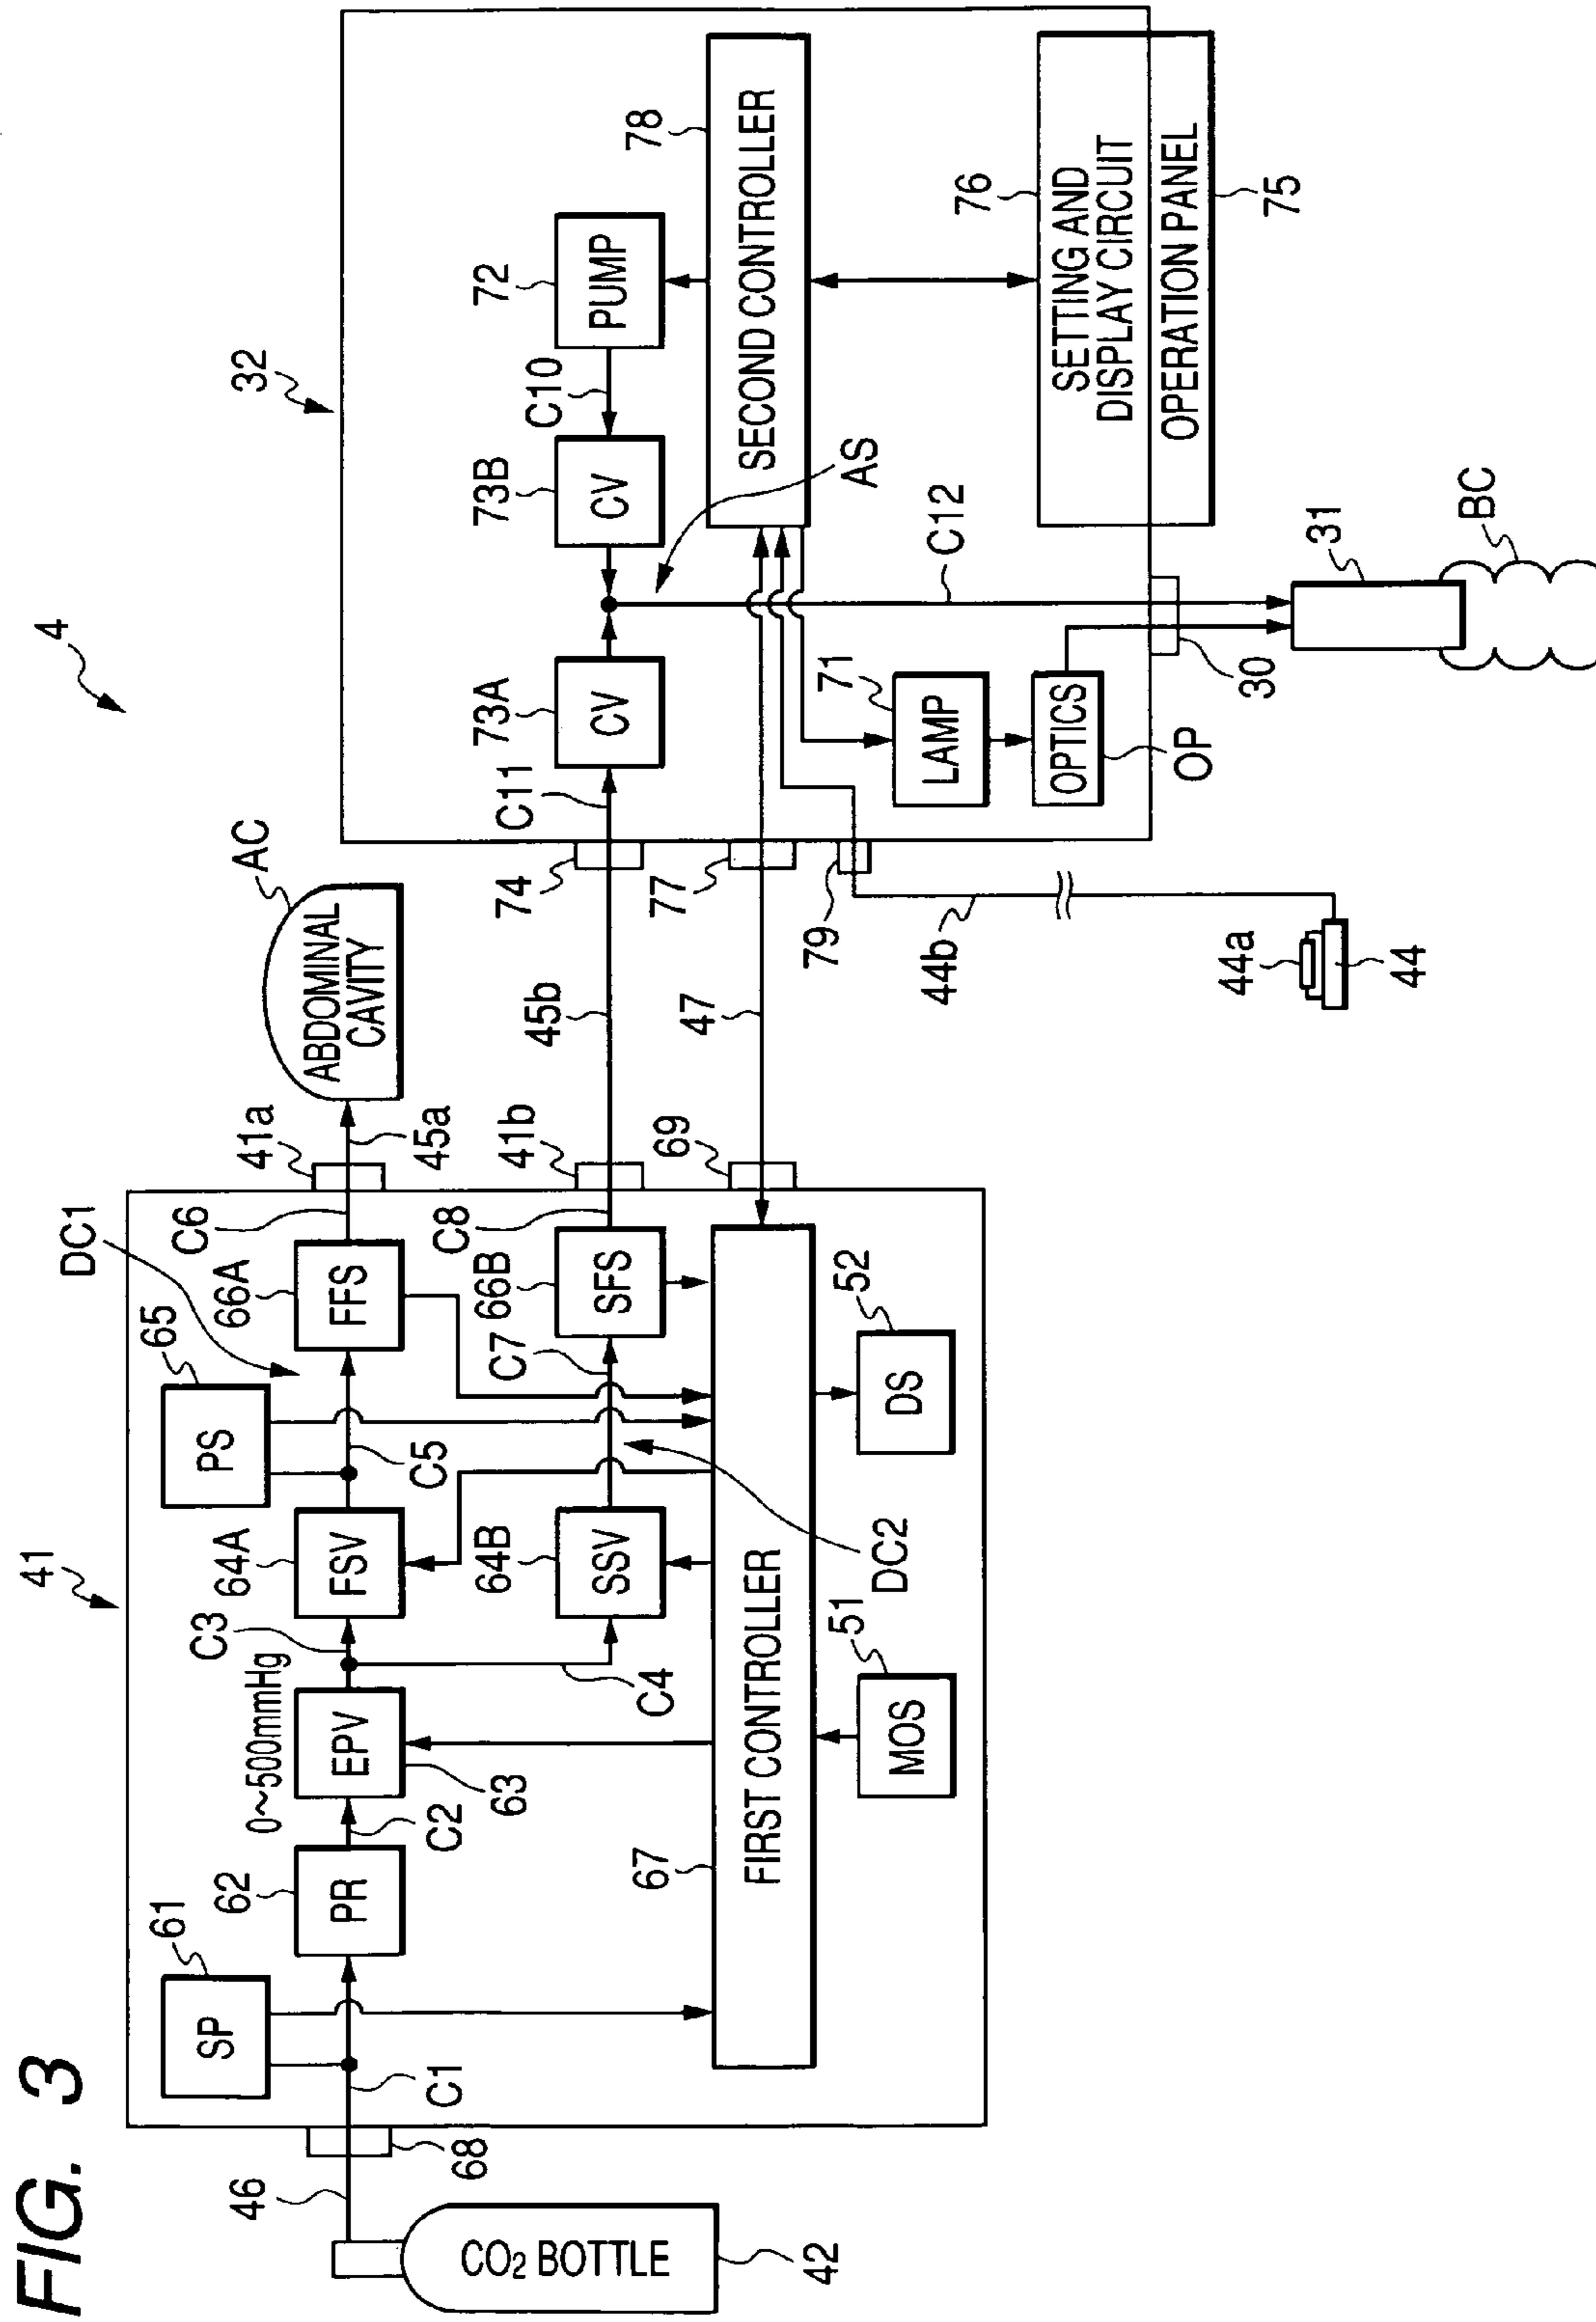 FIG. 3
4
41
32
DC1
61
65
SP
PS
62
0~500mmHg
C3
64A
66A
C6
41a
AC
ABDOMINAL
CAVITY
PR
EPV
FSV
FFS
45a
46
C1
C2
63
C5
68
C4
64B
C7
66B
C8
41b
45b
74
C11
73A
73B
C10
72
SSV
SFS
CV
CV
PUMP
CO2 BOTTLE
42
67
69
47
77
78
FIRST CONTROLLER
SECOND CONTROLLER
DC2
AS
51
52
MOS
DS
79
44b
71
LAMP
C12
76
SETTING AND
DISPLAY CIRCUIT
OPTICS
OPERATION PANEL
OP
30
75
44a
44
31
BC